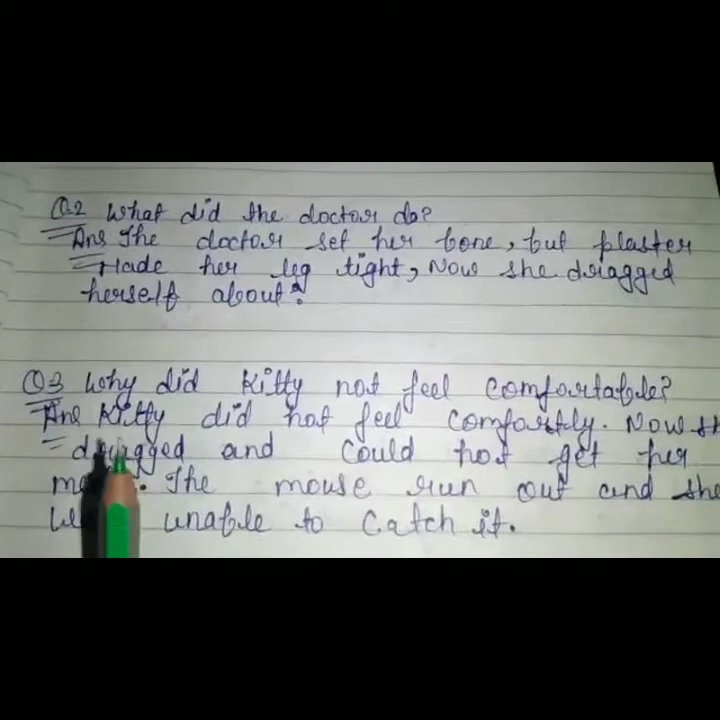 Q.2 What did the doctor do?
Ans The doctor set her bone, but plaster
Made her leg tight, Now she dragged
herself about?
Q3 Why did Kitty not feel comfortable?
Ans Kitty did not feel comfortly. Now
dragged and could not get her
The mouse run out and she
unable to catch it.